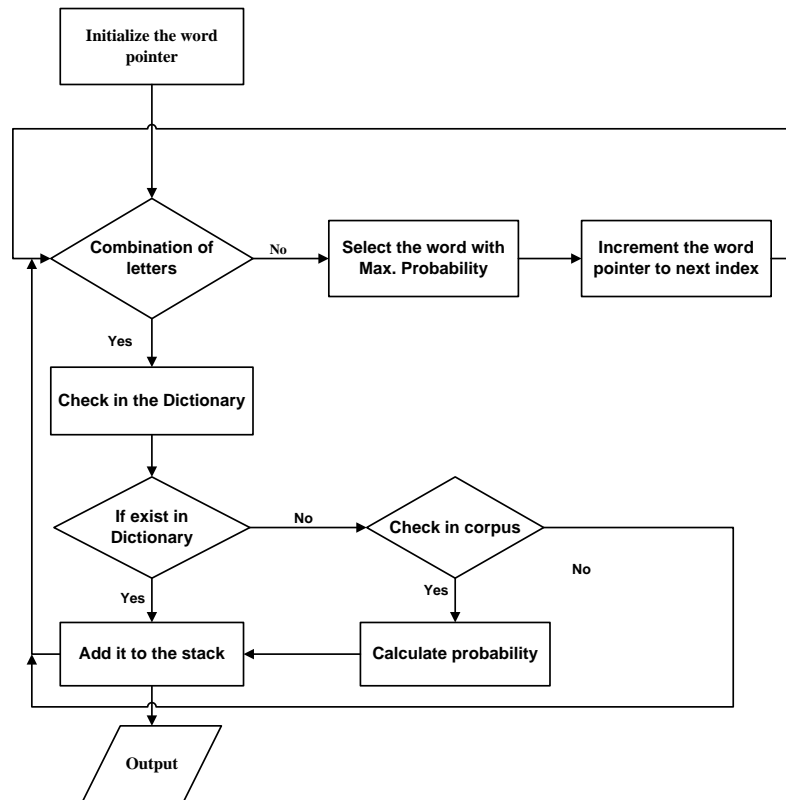 Initialize the word
pointer
Combination of
letters
No
Select the word with
Max. Probability
Increment the word
pointer to next index
Yes
Check in the Dictionary
If exist in
Dictionary
No
Check in corpus
No
Yes
Yes
Add it to the stack
Calculate probability
Output